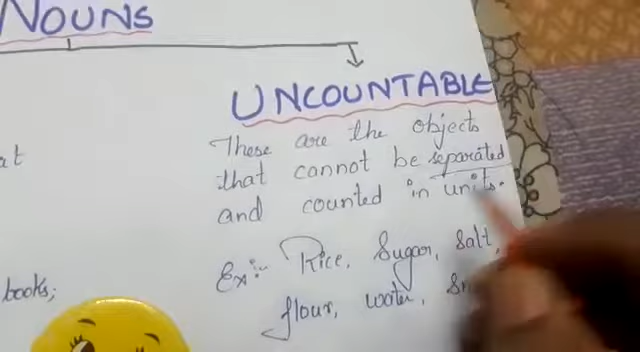 NOUNS
UNCOUNTABLE
These are the objects
that cannot be separated
and counted in units.
at
Ex:- Rice, Sugar, Salt,
books;
flour, water,